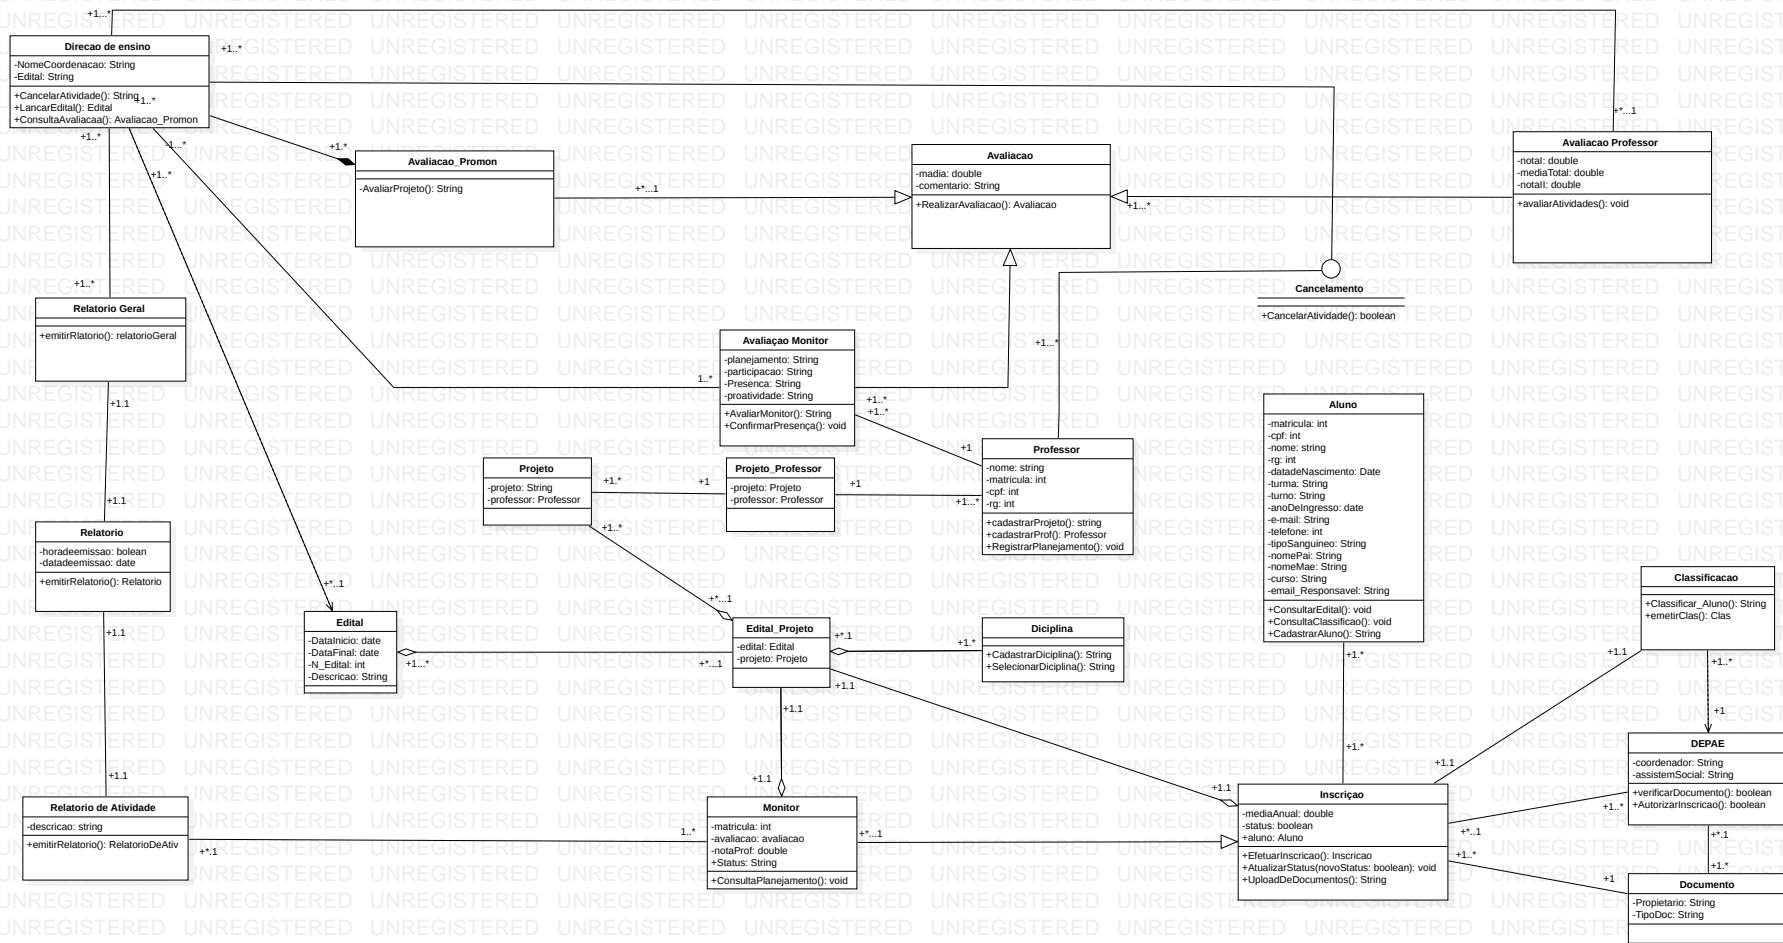 +1...*
Direcao de ensino
-NomeCoordenacao: String
-Edital: String
+CancelarAtividade(): String
+LancarEdital(): Edital
+ConsultaAvaliacaa(): Avaliacao_Promon
+1..*
+1..*
+1..*
-1...*
+1..*
+1.*
Avaliacao_Promon
-AvaliarProjeto(): String
+*...1
Avaliacao
-madia: double
-comentario: String
+RealizarAvaliacao(): Avaliacao
+1...*
+*...1
Avaliacao Professor
-notaI: double
-mediaTotal: double
-notaII: double
+avaliarAtividades(): void
Cancelamento
+CancelarAtividade(): boolean
+1..*
Relatorio Geral
+emitirRlatorio(): relatorioGeral
+1.1
+1...*
Avaliaçao Monitor
-planejamento: String
-participacao: String
-Presenca: String
-proatividade: String
+AvaliarMonitor(): String
+ConfirmarPresença(): void
1..*
+1..*
+1..*
+1
Professor
-nome: string
-matricula: int
-cpf: int
-rg: int
+cadastrarProjeto(): string
+cadastrarProf(): Professor
+RegistrarPlanejamento(): void
Aluno
-matricula: int
-cpf: int
-nome: string
-rg: int
-datadeNascimento: Date
-turma: String
-turno: String
-anoDeIngresso: date
-e-mail: String
-telefone: int
-tipoSanguineo: String
-nomePai: String
-nomeMae: String
-curso: String
-email_Responsavel: String
+ConsultarEdital(): void
+ConsultaClassifico(): void
+CadastrarAluno(): String
Projeto
-projeto: String
-professor: Professor
+1.*
+1
Projeto_Professor
-projeto: Projeto
-professor: Professor
+1
+1...*
+1..*
+1.1
Relatorio
-horadeemissao: bolean
-datadeemissao: date
+emitirRelatorio(): Relatorio
+1.1
+*..1
Edital
-DataInicio: date
-DataFinal: date
-N_Edital: int
-Descricao: String
+1...*
+*...1
+*...1
Edital_Projeto
-edital: Edital
-projeto: Projeto
+*.1
+1.*
+1.1
+1.1
Diciplina
+CadastrarDiciplina(): String
+SelecionarDiciplina(): String
Classificacao
+Classificar_Aluno(): String
+emetirClas(): Clas
+1.1
+1..*
+1
+1.*
+1.*
+1.1
DEPAE
-coordenador: String
-assistemSocial: String
+verificarDocumento(): boolean
+AutorizarInscricao(): boolean
+1..*
+*..1
+*.1
+1.*
+1.1
Relatorio de Atividade
-descricao: string
+emitirRelatorio(): RelatorioDeAtiv
+*.1
1..*
+1.1
Monitor
-matricula: int
-avaliacao: avaliacao
-notaProf: double
+Status: String
+ConsultaPlanejamento(): void
+*...1
+1.1
Inscriçao
-mediaAnual: double
-status: boolean
+aluno: Aluno
+EfetuarInscricao(): Inscricao
+AtualizarStatus(novoStatus: boolean): void
+UploadDeDocumentos(): String
+1..*
+1
Documento
-Propietario: String
-TipoDoc: String
UNREGISTERED